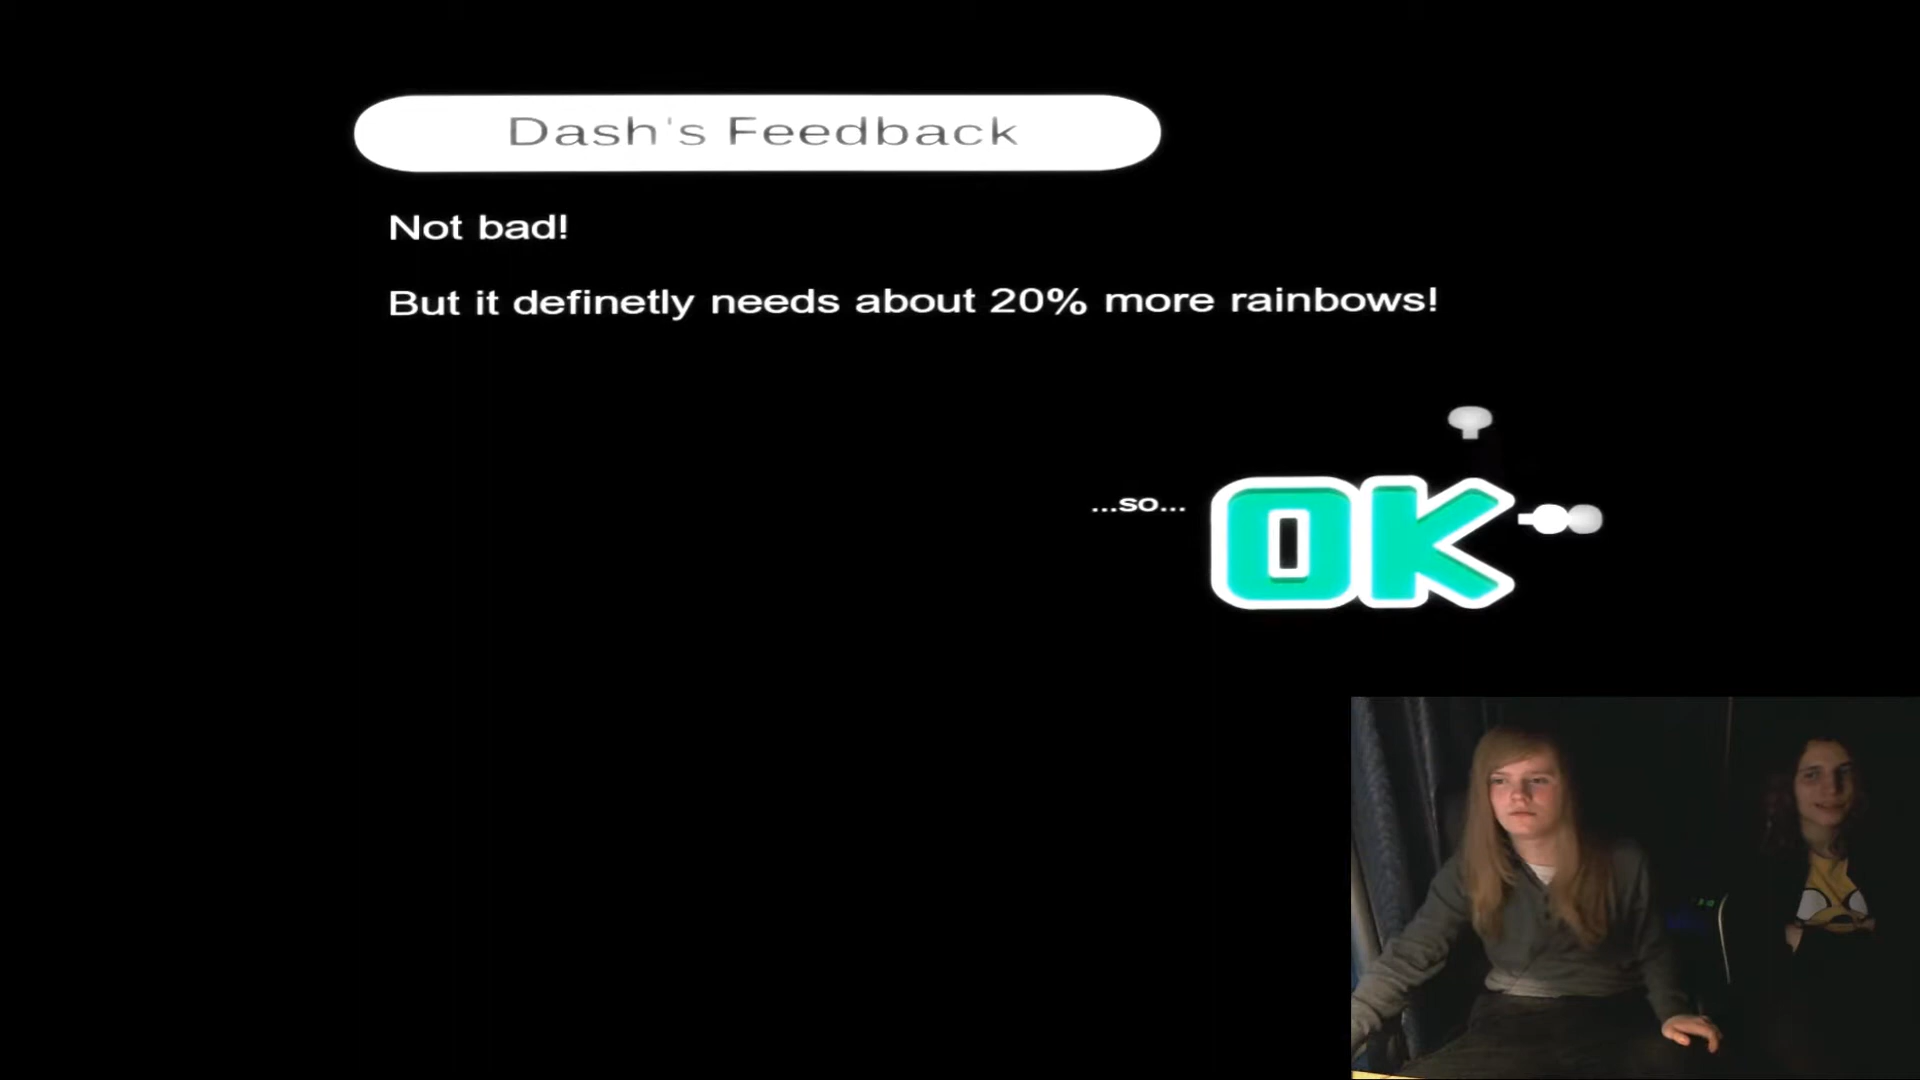 Dash's Feedback
Not bad!
But it definetly needs about 20% more rainbows!
...so...
OK